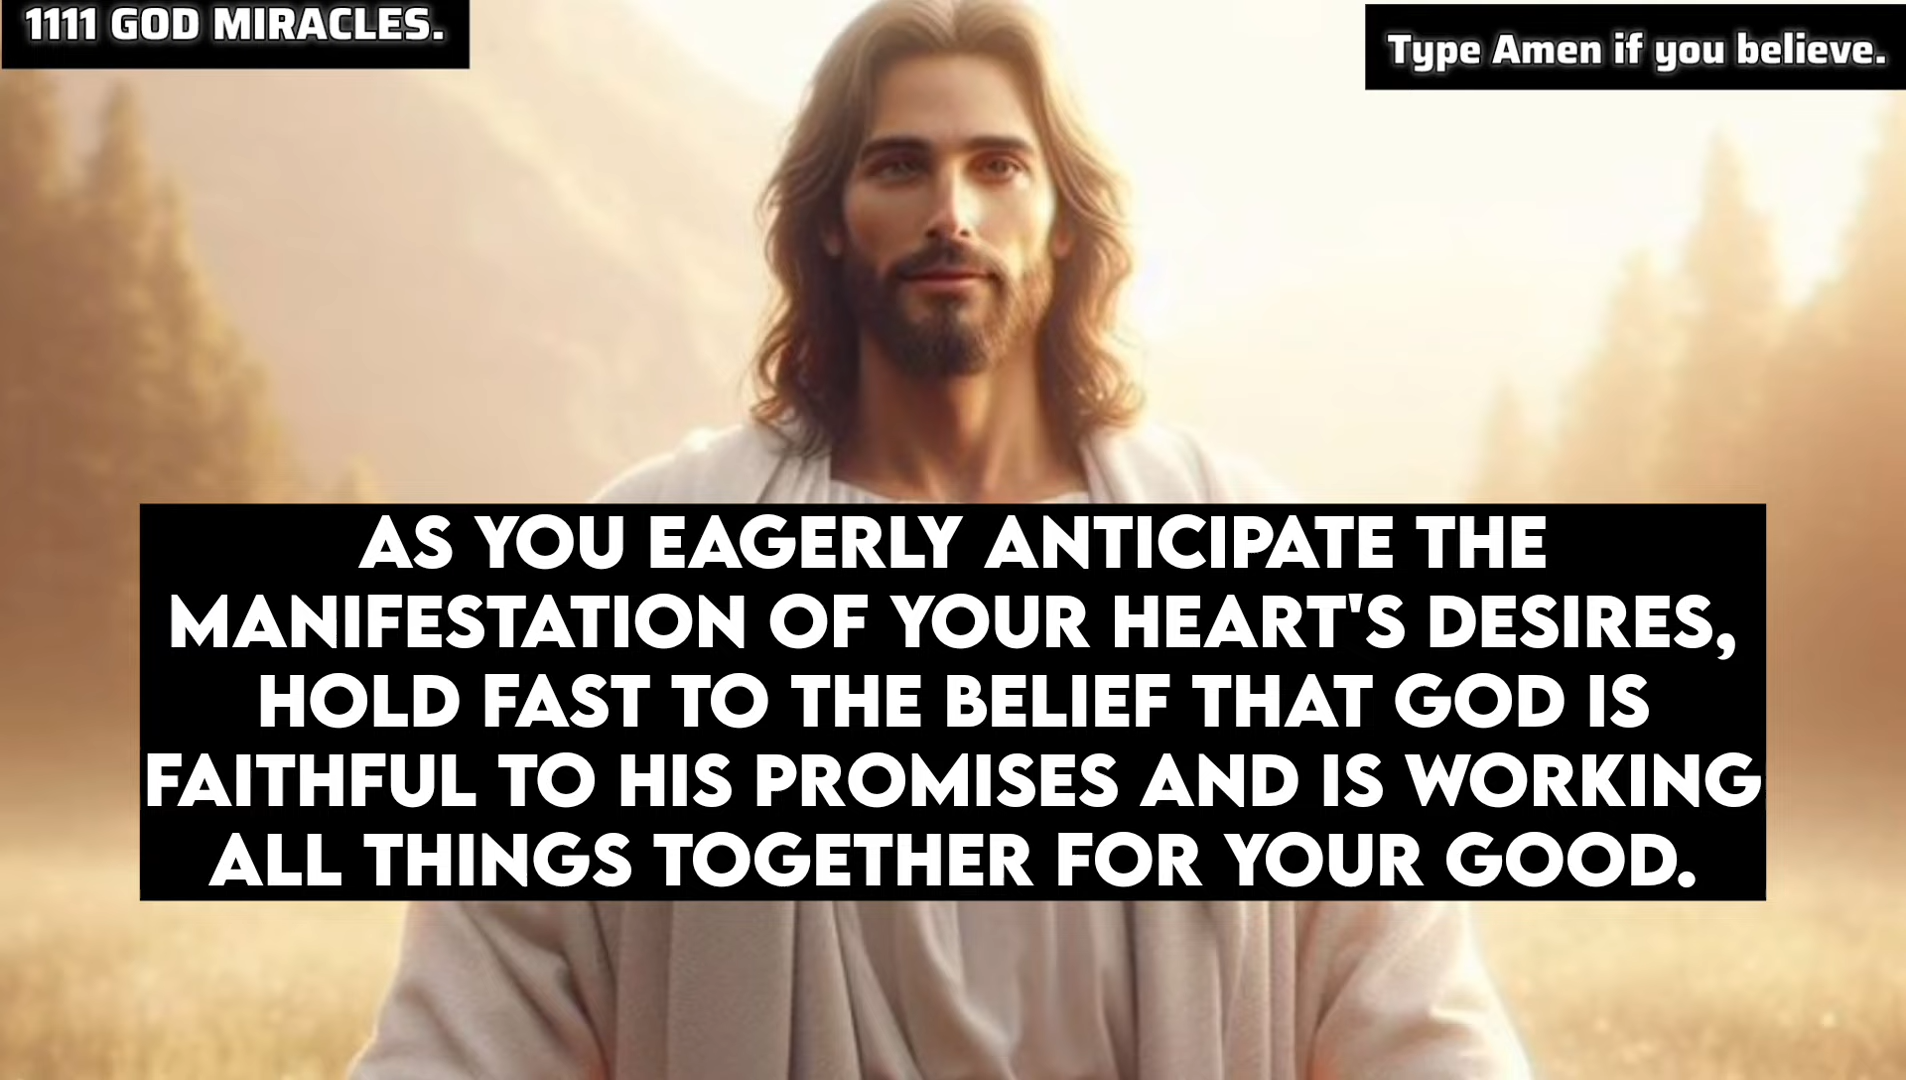 1111 GOD MIRACLES.
Type Amen if you believe.
AS YOU EAGERLY ANTICIPATE THE
MANIFESTATION OF YOUR HEART'S DESIRES,
HOLD FAST TO THE BELIEF THAT GOD IS
FAITHFUL TO HIS PROMISES AND IS WORKING
ALL THINGS TOGETHER FOR YOUR GOOD.